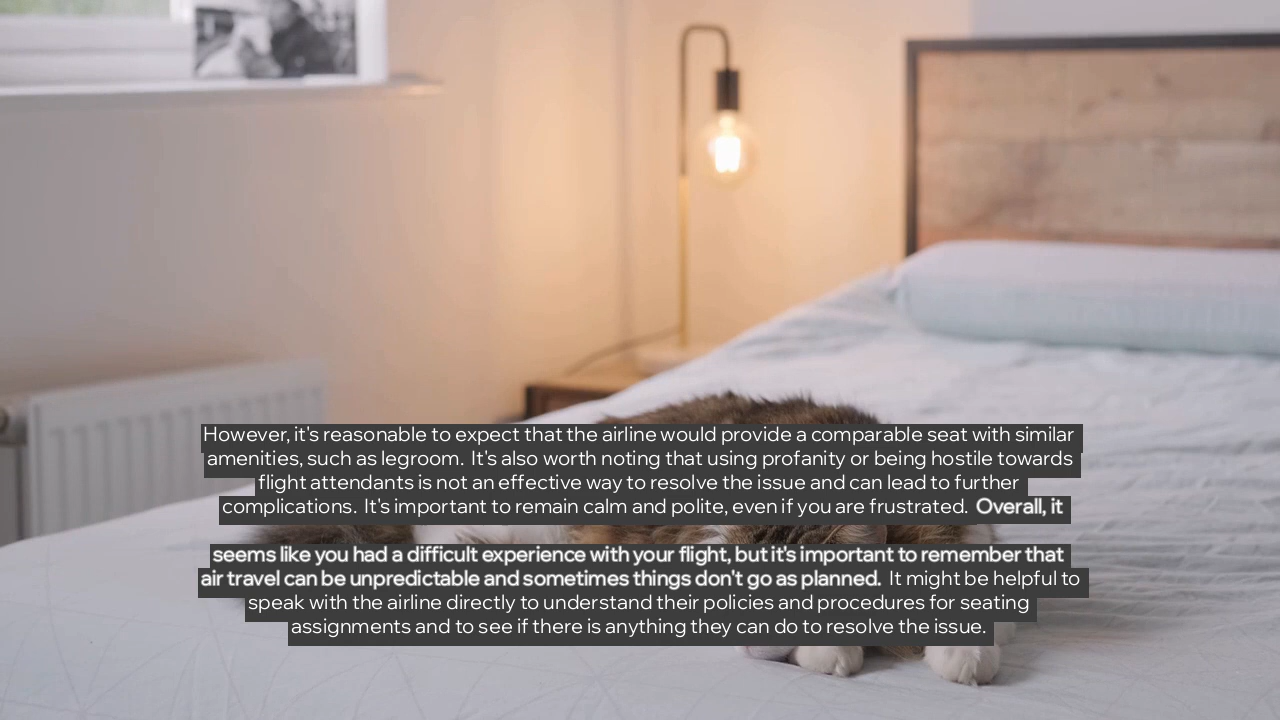 However, it's reasonable to expect that the airline would provide a comparable seat with similar
amenities, such as legroom. It's also worth noting that using profanity or being hostile towards
flight attendants is not an effective way to resolve the issue and can lead to further
complications. It's important to remain calm and polite, even if you are frustrated. Overall, it
seems like you had a difficult experience with your flight, but it's important to remember that
air travel can be unpredictable and sometimes things don't go as planned. It might be helpful to
speak with the airline directly to understand their policies and procedures for seating
assignments and to see if there is anything they can do to resolve the issue.